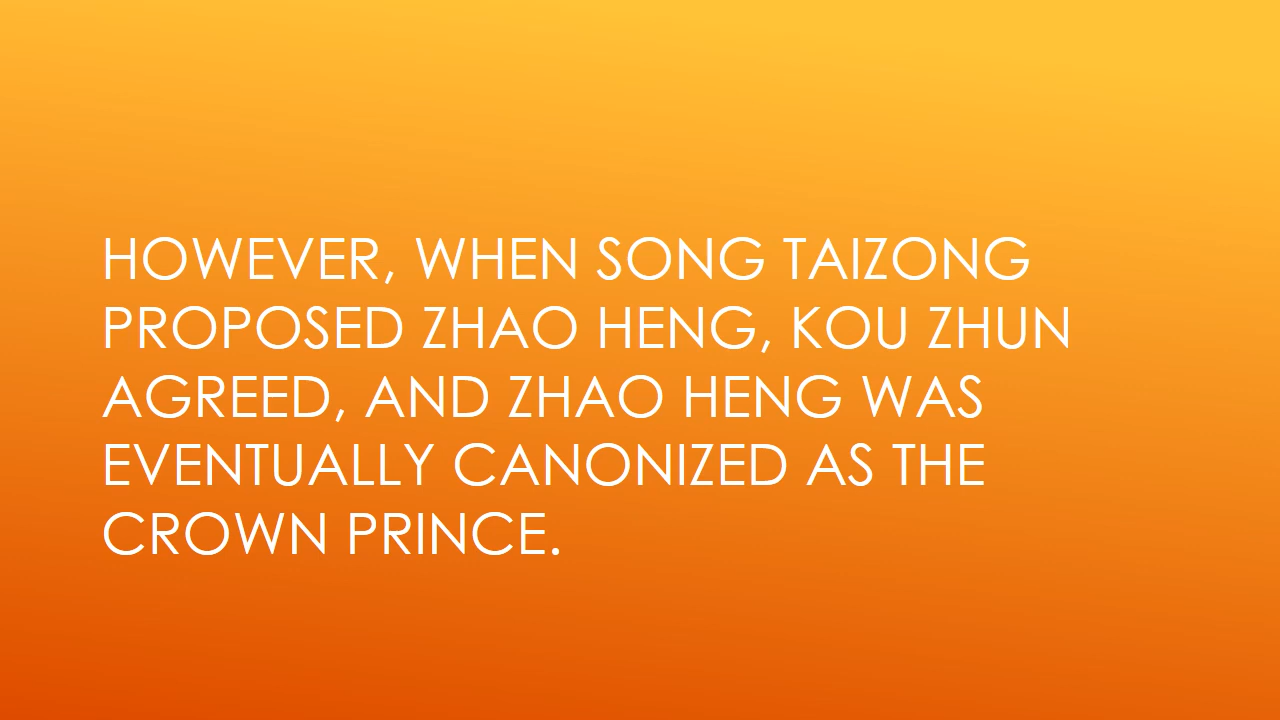 HOWEVER, WHEN SONG TAIZONG
PROPOSED ZHAO HENG, KOU ZHUN
AGREED, AND ZHAO HENG WAS
EVENTUALLY CANONIZED AS THE
CROWN PRINCE.